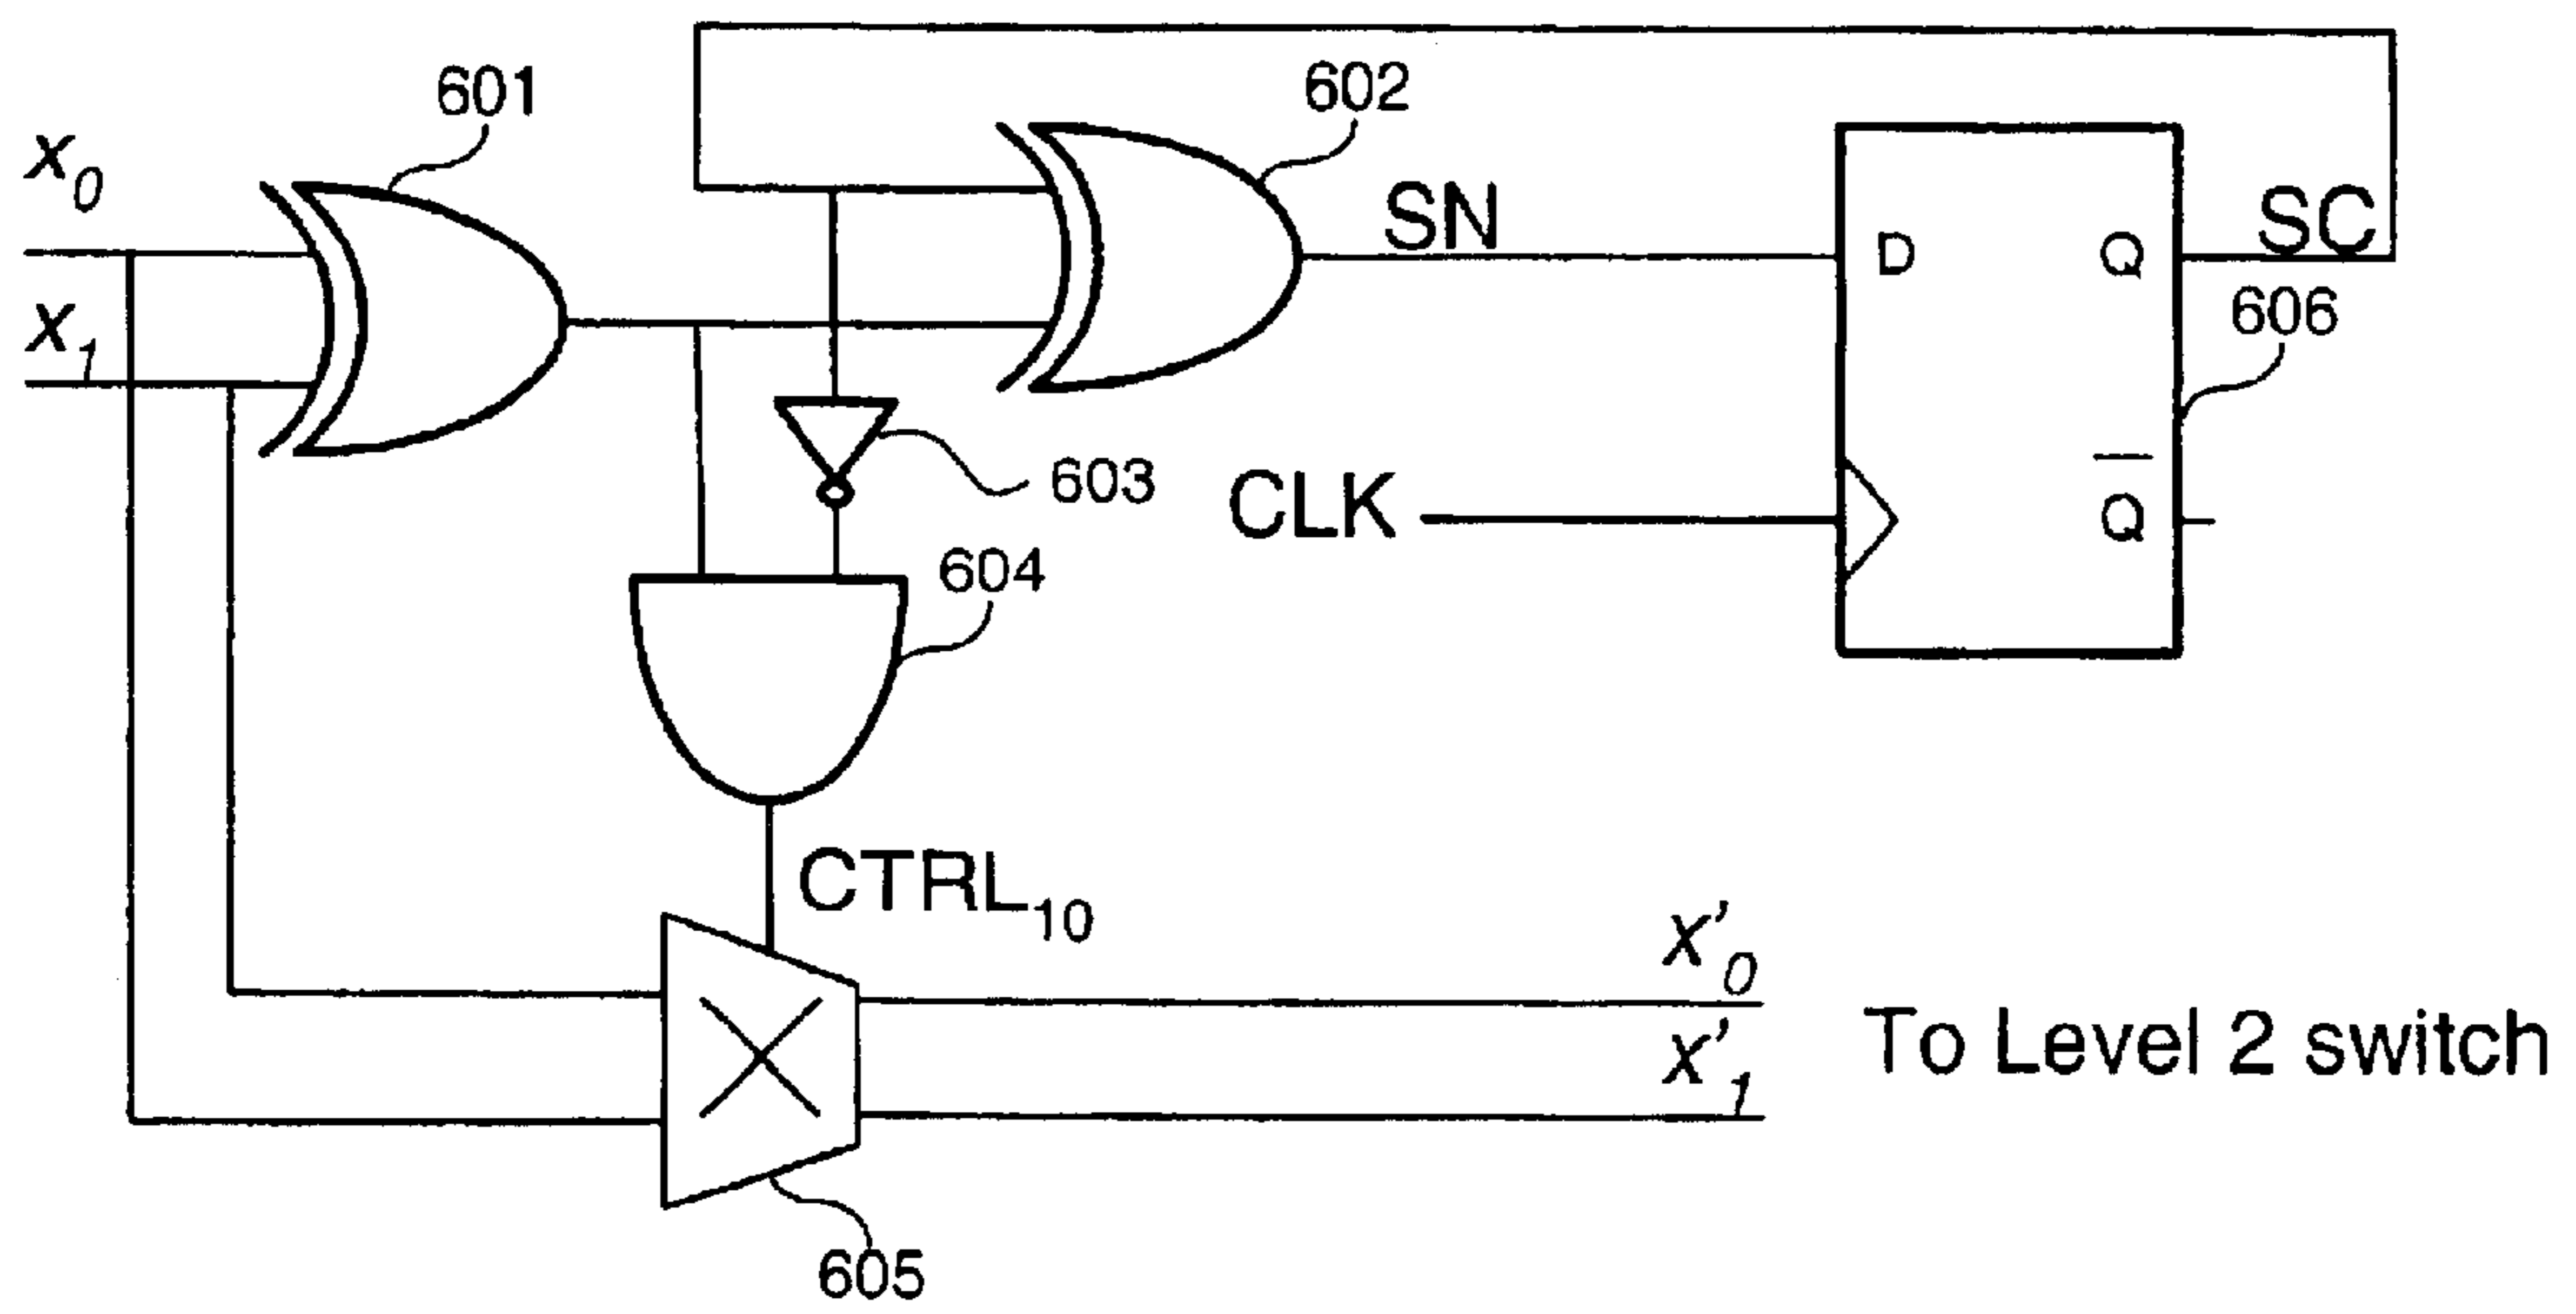 601
602
x₀
x₁
SN
D
Q
SC
606
603
CLK
Q̅
604
CTRL₁₀
x'₀
x'₁
To Level 2 switch
605